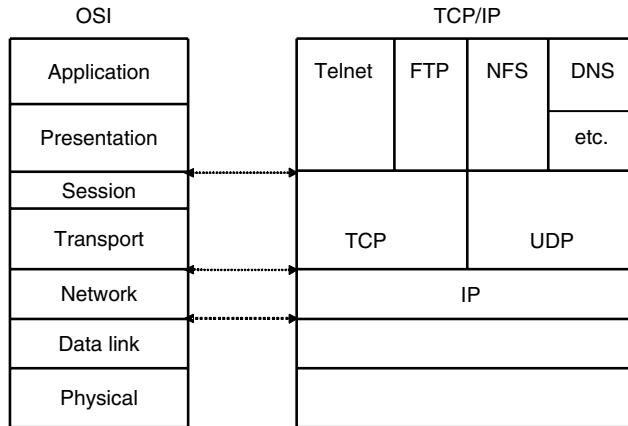 OSI
TCP/IP
Application
Presentation
Session
Transport
Network
Data link
Physical
Telnet
FTP
NFS
DNS
etc.
TCP
UDP
IP